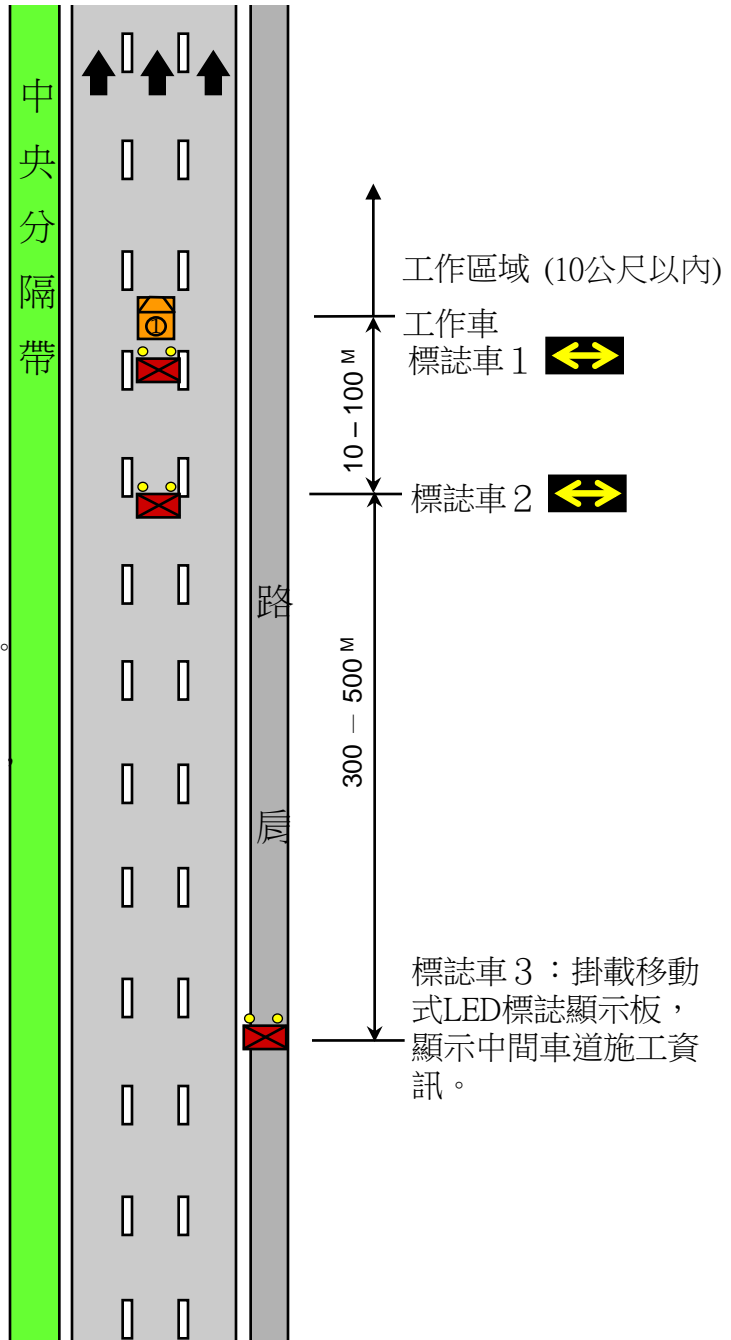 中央分隔帶
工作區域 (10公尺以內)
①
工作車
標誌車１
10 – 100 M
標誌車２
路肩
300 － 500 M
標誌車３：掛載移動
式LED標誌顯示板，
顯示中間車道施工資
訊。
。
，